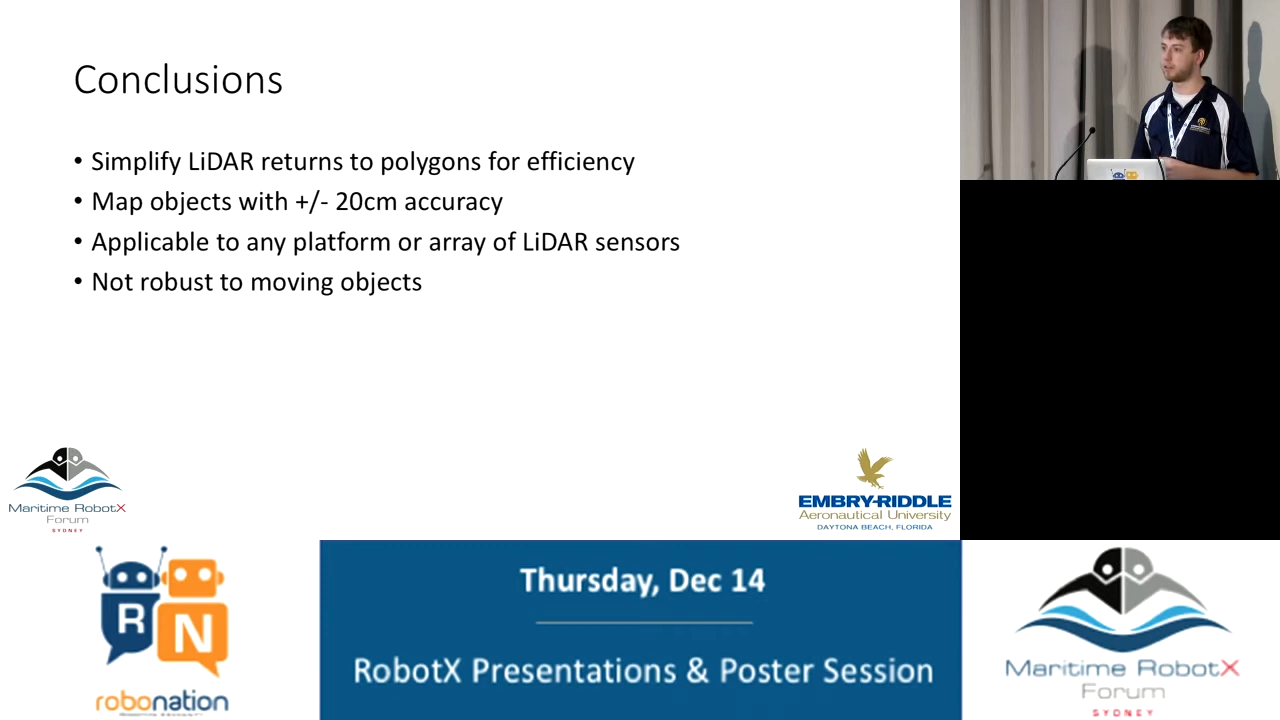 Conclusions
• Simplify LiDAR returns to polygons for efficiency
• Map objects with +/- 20cm accuracy
• Applicable to any platform or array of LiDAR sensors
• Not robust to moving objects
Maritime RobotX
Forum
SYDNEY
EMBRY-RIDDLE
Aeronautical University
DAYTONA BEACH, FLORIDA
R
N
robonation
Thursday, Dec 14
RobotX Presentations & Poster Session
Maritime RobotX
Forum
SYDNEY